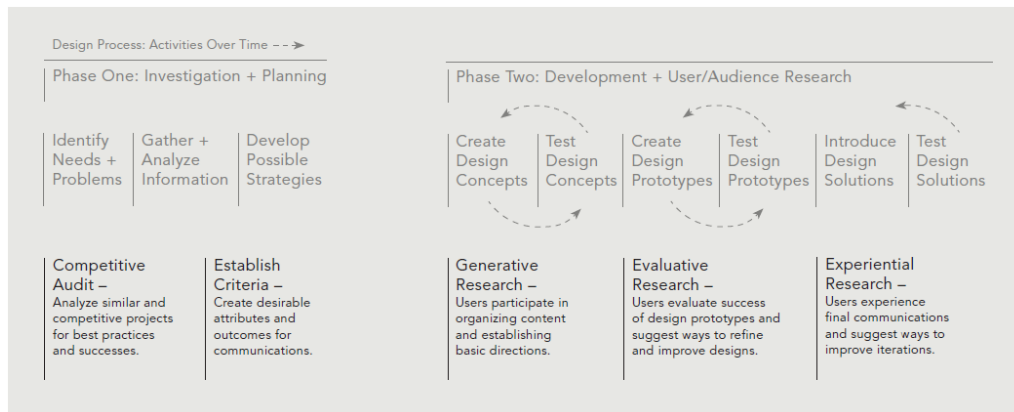 Design Process: Activities Over Time
Phase One: Investigation + Planning
Identify
Needs +
Problems
Gather +
Analyze
Information
Develop
Possible
Strategies
Competitive
Audit –
Analyze similar and
competitive projects
for best practices
and successes.
Establish
Criteria –
Create desirable
attributes and
outcomes for
communications.
Phase Two: Development + User/Audience Research
Create
Design
Concepts
Test
Design
Concepts
Create
Design
Prototypes
Test
Design
Prototypes
Introduce
Design
Solutions
Test
Design
Solutions
Generative
Research –
Users participate in
organizing content
and establishing
basic directions.
Evaluative
Research –
Users evaluate success
of design prototypes and
suggest ways to refine
and improve designs.
Experiential
Research –
Users experience
final communications
and suggest ways to
improve iterations.